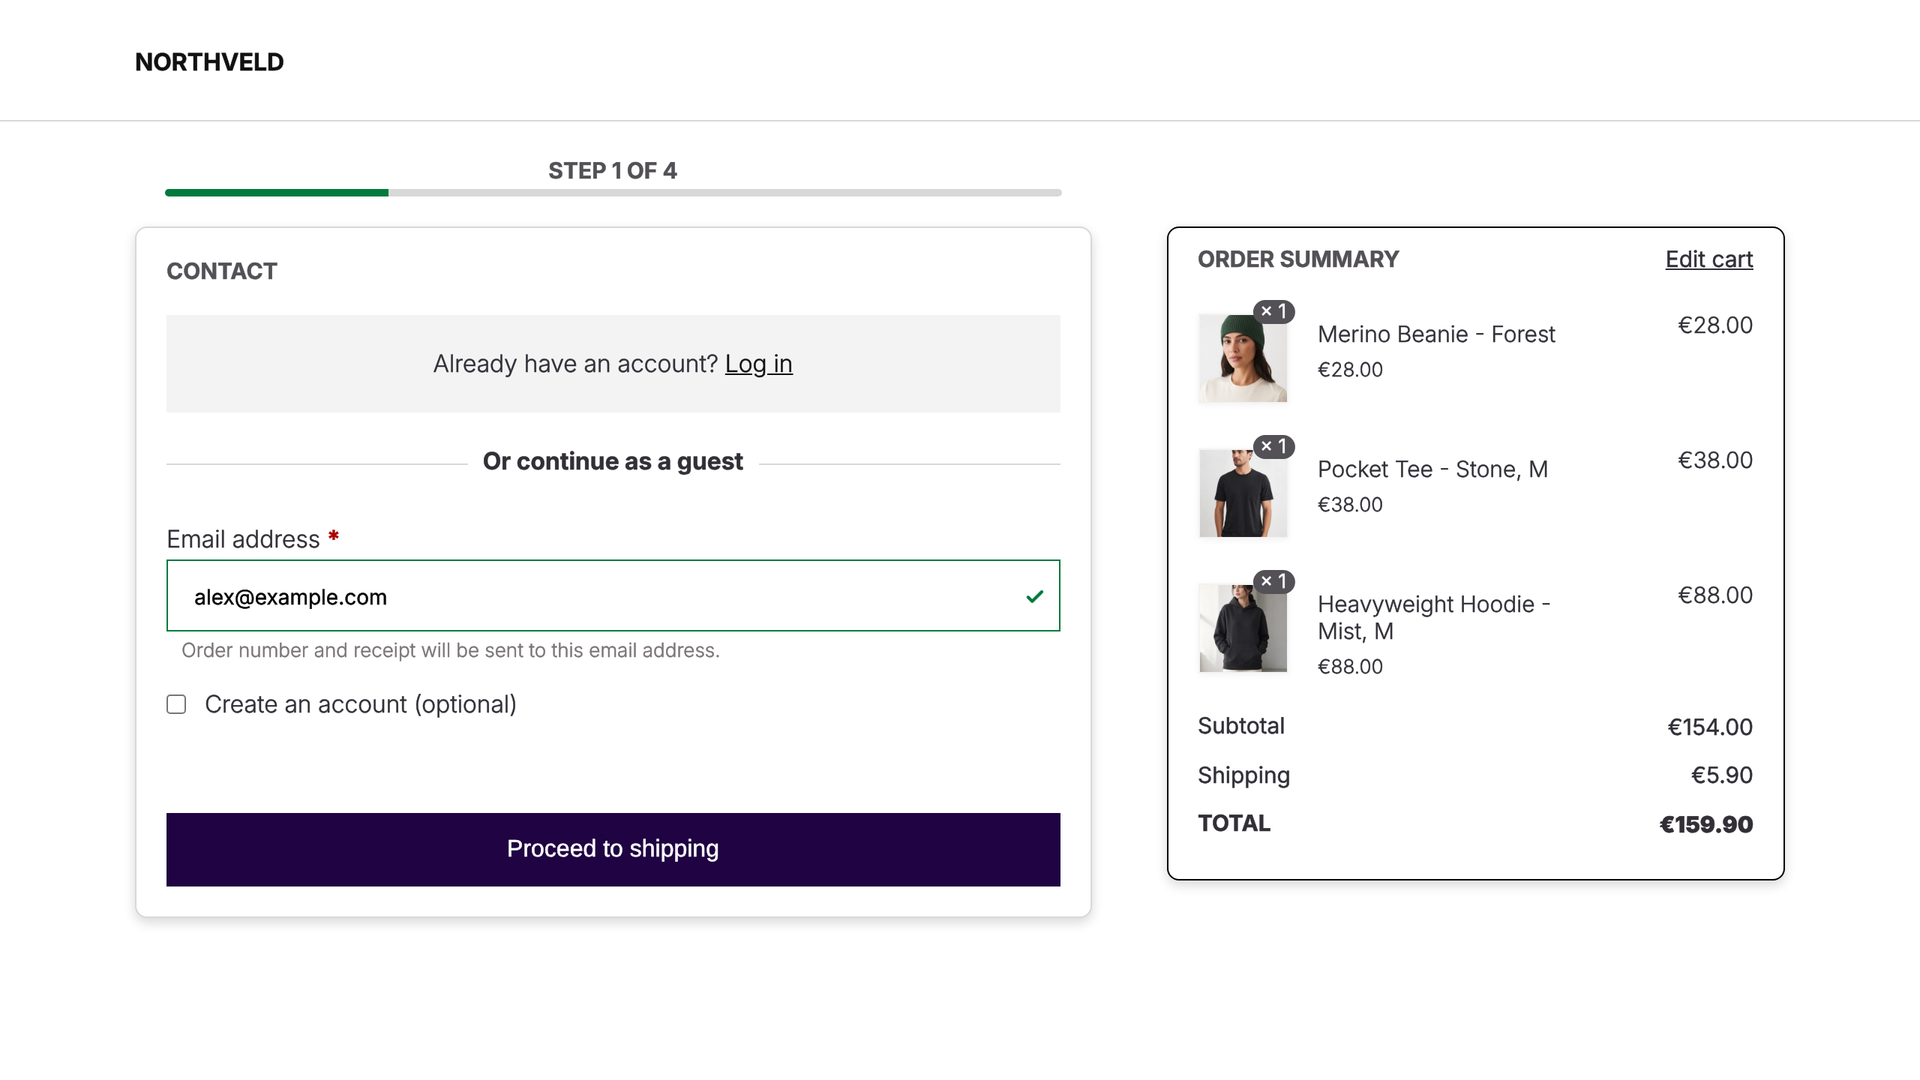 NORTHVELD
STEP 1 OF 4
CONTACT
Already have an account? Log in
Or continue as a guest
Email address *
alex@example.com
Order number and receipt will be sent to this email address.
Create an account (optional)
Proceed to shipping
ORDER SUMMARY
Edit cart
× 1
Merino Beanie - Forest
€28.00
€28.00
× 1
Pocket Tee - Stone, M
€38.00
€38.00
× 1
Heavyweight Hoodie -
Mist, M
€88.00
€88.00
Subtotal €154.00
Shipping €5.90
TOTAL €159.90